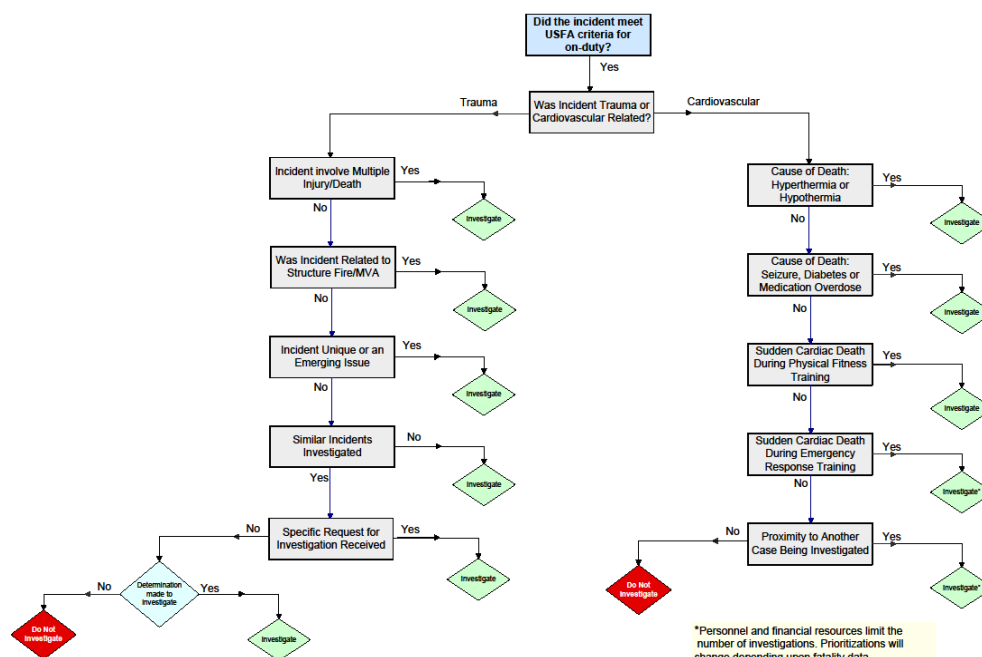 Did the incident meet
USFA criteria for
on-duty?
Yes
Trauma
Cardiovascular
Was Incident Trauma or
Cardiovascular Related?
Incident involve Multiple
Injury/Death
Yes
Investigate
No
Was Incident Related to
Structure Fire/MVA
Yes
Investigate
No
Incident Unique or an
Emerging Issue
Yes
Investigate
No
Similar Incidents
Investigated
No
Investigate
Yes
Specific Request for
Investigation Received
Yes
Investigate
No
Determination
made to
Investigate
No
Do Not
Investigate
Yes
Investigate
Cause of Death:
Hyperthermia or
Hypothermia
Yes
Investigate
No
Cause of Death:
Seizure, Diabetes or
Medication Overdose
Yes
Investigate
No
Sudden Cardiac Death
During Physical Fitness
Training
Yes
Investigate
No
Sudden Cardiac Death
During Emergency
Response Training
Yes
Investigate*
No
Proximity to Another
Case Being Investigated
Yes
Investigate*
No
Do Not
Investigate
*Personnel and financial resources limit the
number of investigations. Prioritizations will
change depending upon fatality data